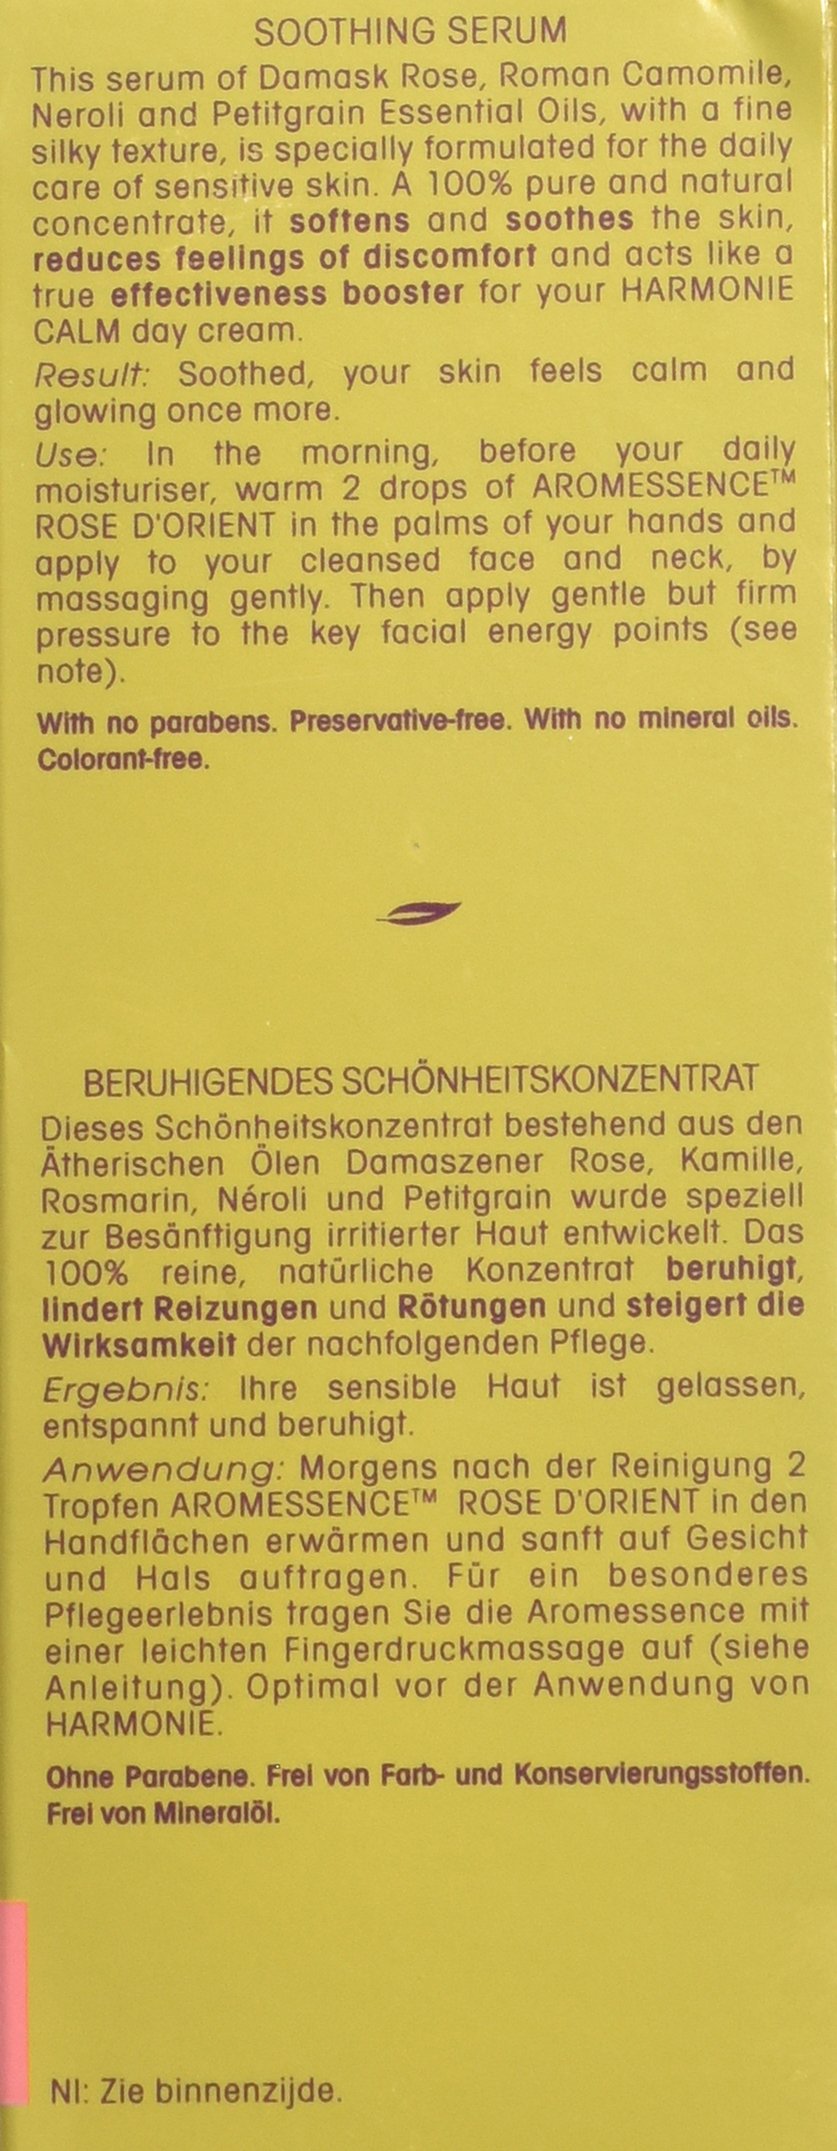 SOOTHING SERUM
This serum of Damask Rose, Roman Camomile,
Neroli and Petitgrain Essential Oils, with a fine
silky texture, is specially formulated for the daily
care of sensitive skin. A 100% pure and natural
concentrate, it softens and soothes the skin,
reduces feelings of discomfort and acts like a
true effectiveness booster for your HARMONIE
CALM day cream.
Result: Soothed, your skin feels calm and
glowing once more.
Use: In the morning, before your daily
moisturiser, warm 2 drops of AROMESSENCE™
ROSE D'ORIENT in the palms of your hands and
apply to your cleansed face and neck, by
massaging gently. Then apply gentle but firm
pressure to the key facial energy points (see
note).
With no parabens. Preservative-free. With no mineral oils.
Colorant-free.
BERUHIGENDES SCHÖNHEITSKONZENTRAT
Dieses Schönheitskonzentrat bestehend aus den
Ätherischen Ölen Damaszener Rose, Kamille,
Rosmarin, Néroli und Petitgrain wurde speziell
zur Besänftigung irritierter Haut entwickelt. Das
100% reine, natürliche Konzentrat beruhigt,
lindert Reizungen und Rötungen und steigert die
Wirksamkeit der nachfolgenden Pflege.
Ergebnis: Ihre sensible Haut ist gelassen,
entspannt und beruhigt.
Anwendung: Morgens nach der Reinigung 2
Tropfen AROMESSENCE™ ROSE D'ORIENT in den
Handflächen erwärmen und sanft auf Gesicht
und Hals auftragen. Für ein besonderes
Pflegeerlebnis tragen Sie die Aromessence mit
einer leichten Fingerdruckmassage auf (siehe
Anleitung). Optimal vor der Anwendung von
HARMONIE.
Ohne Parabene. Frei von Farb- und Konservierungsstoffen.
Frei von Mineralöl.
Nl: Zie binnenzijde.